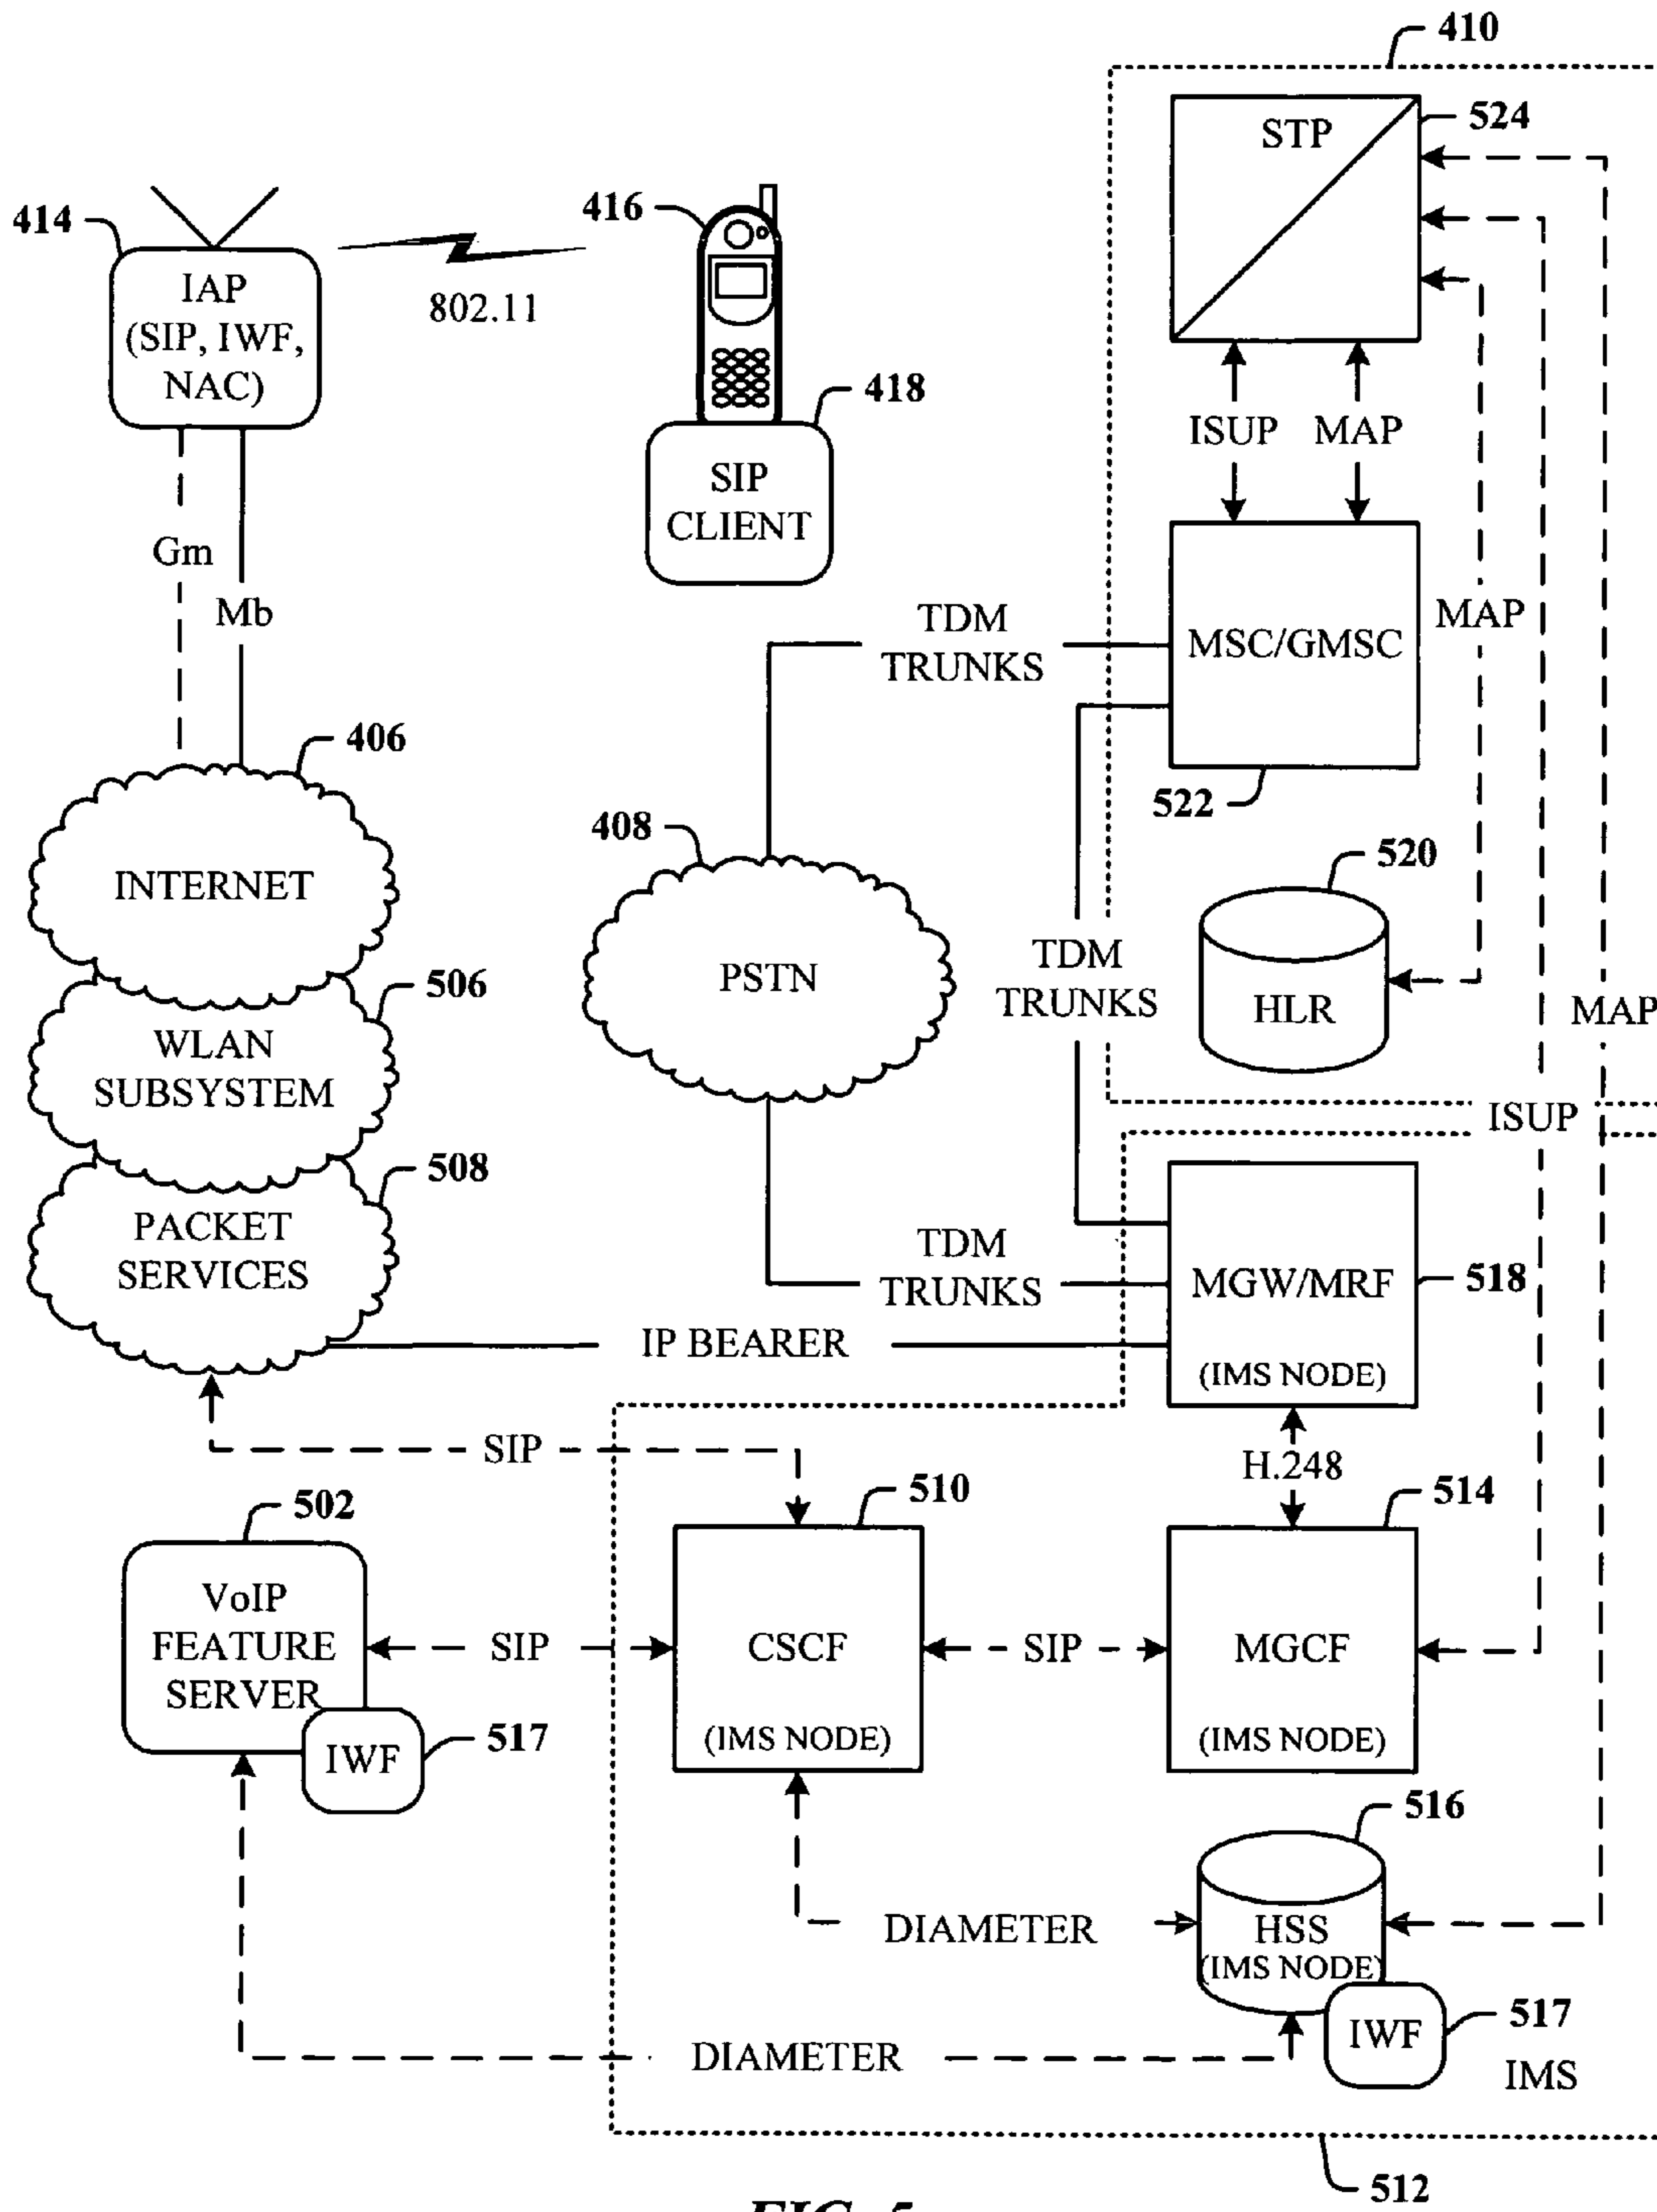 410
STP
524
414
416
IAP
(SIP, IWF,
NAC)
802.11
418
SIP
CLIENT
ISUP
MAP
Gm
Mb
TDM
TRUNKS
MSC/GMSC
MAP
522
406
408
520
INTERNET
PSTN
TDM
TRUNKS
HLR
MAP
506
WLAN
SUBSYSTEM
ISUP
508
PACKET
SERVICES
TDM
TRUNKS
MGW/MRF
(IMS NODE)
518
IP BEARER
SIP
H.248
510
514
502
VoIP
FEATURE
SERVER
SIP
CSCF
(IMS NODE)
SIP
MGCF
(IMS NODE)
IWF
517
516
DIAMETER
HSS
(IMS NODE)
DIAMETER
IWF
517
IMS
512
FIG. 5